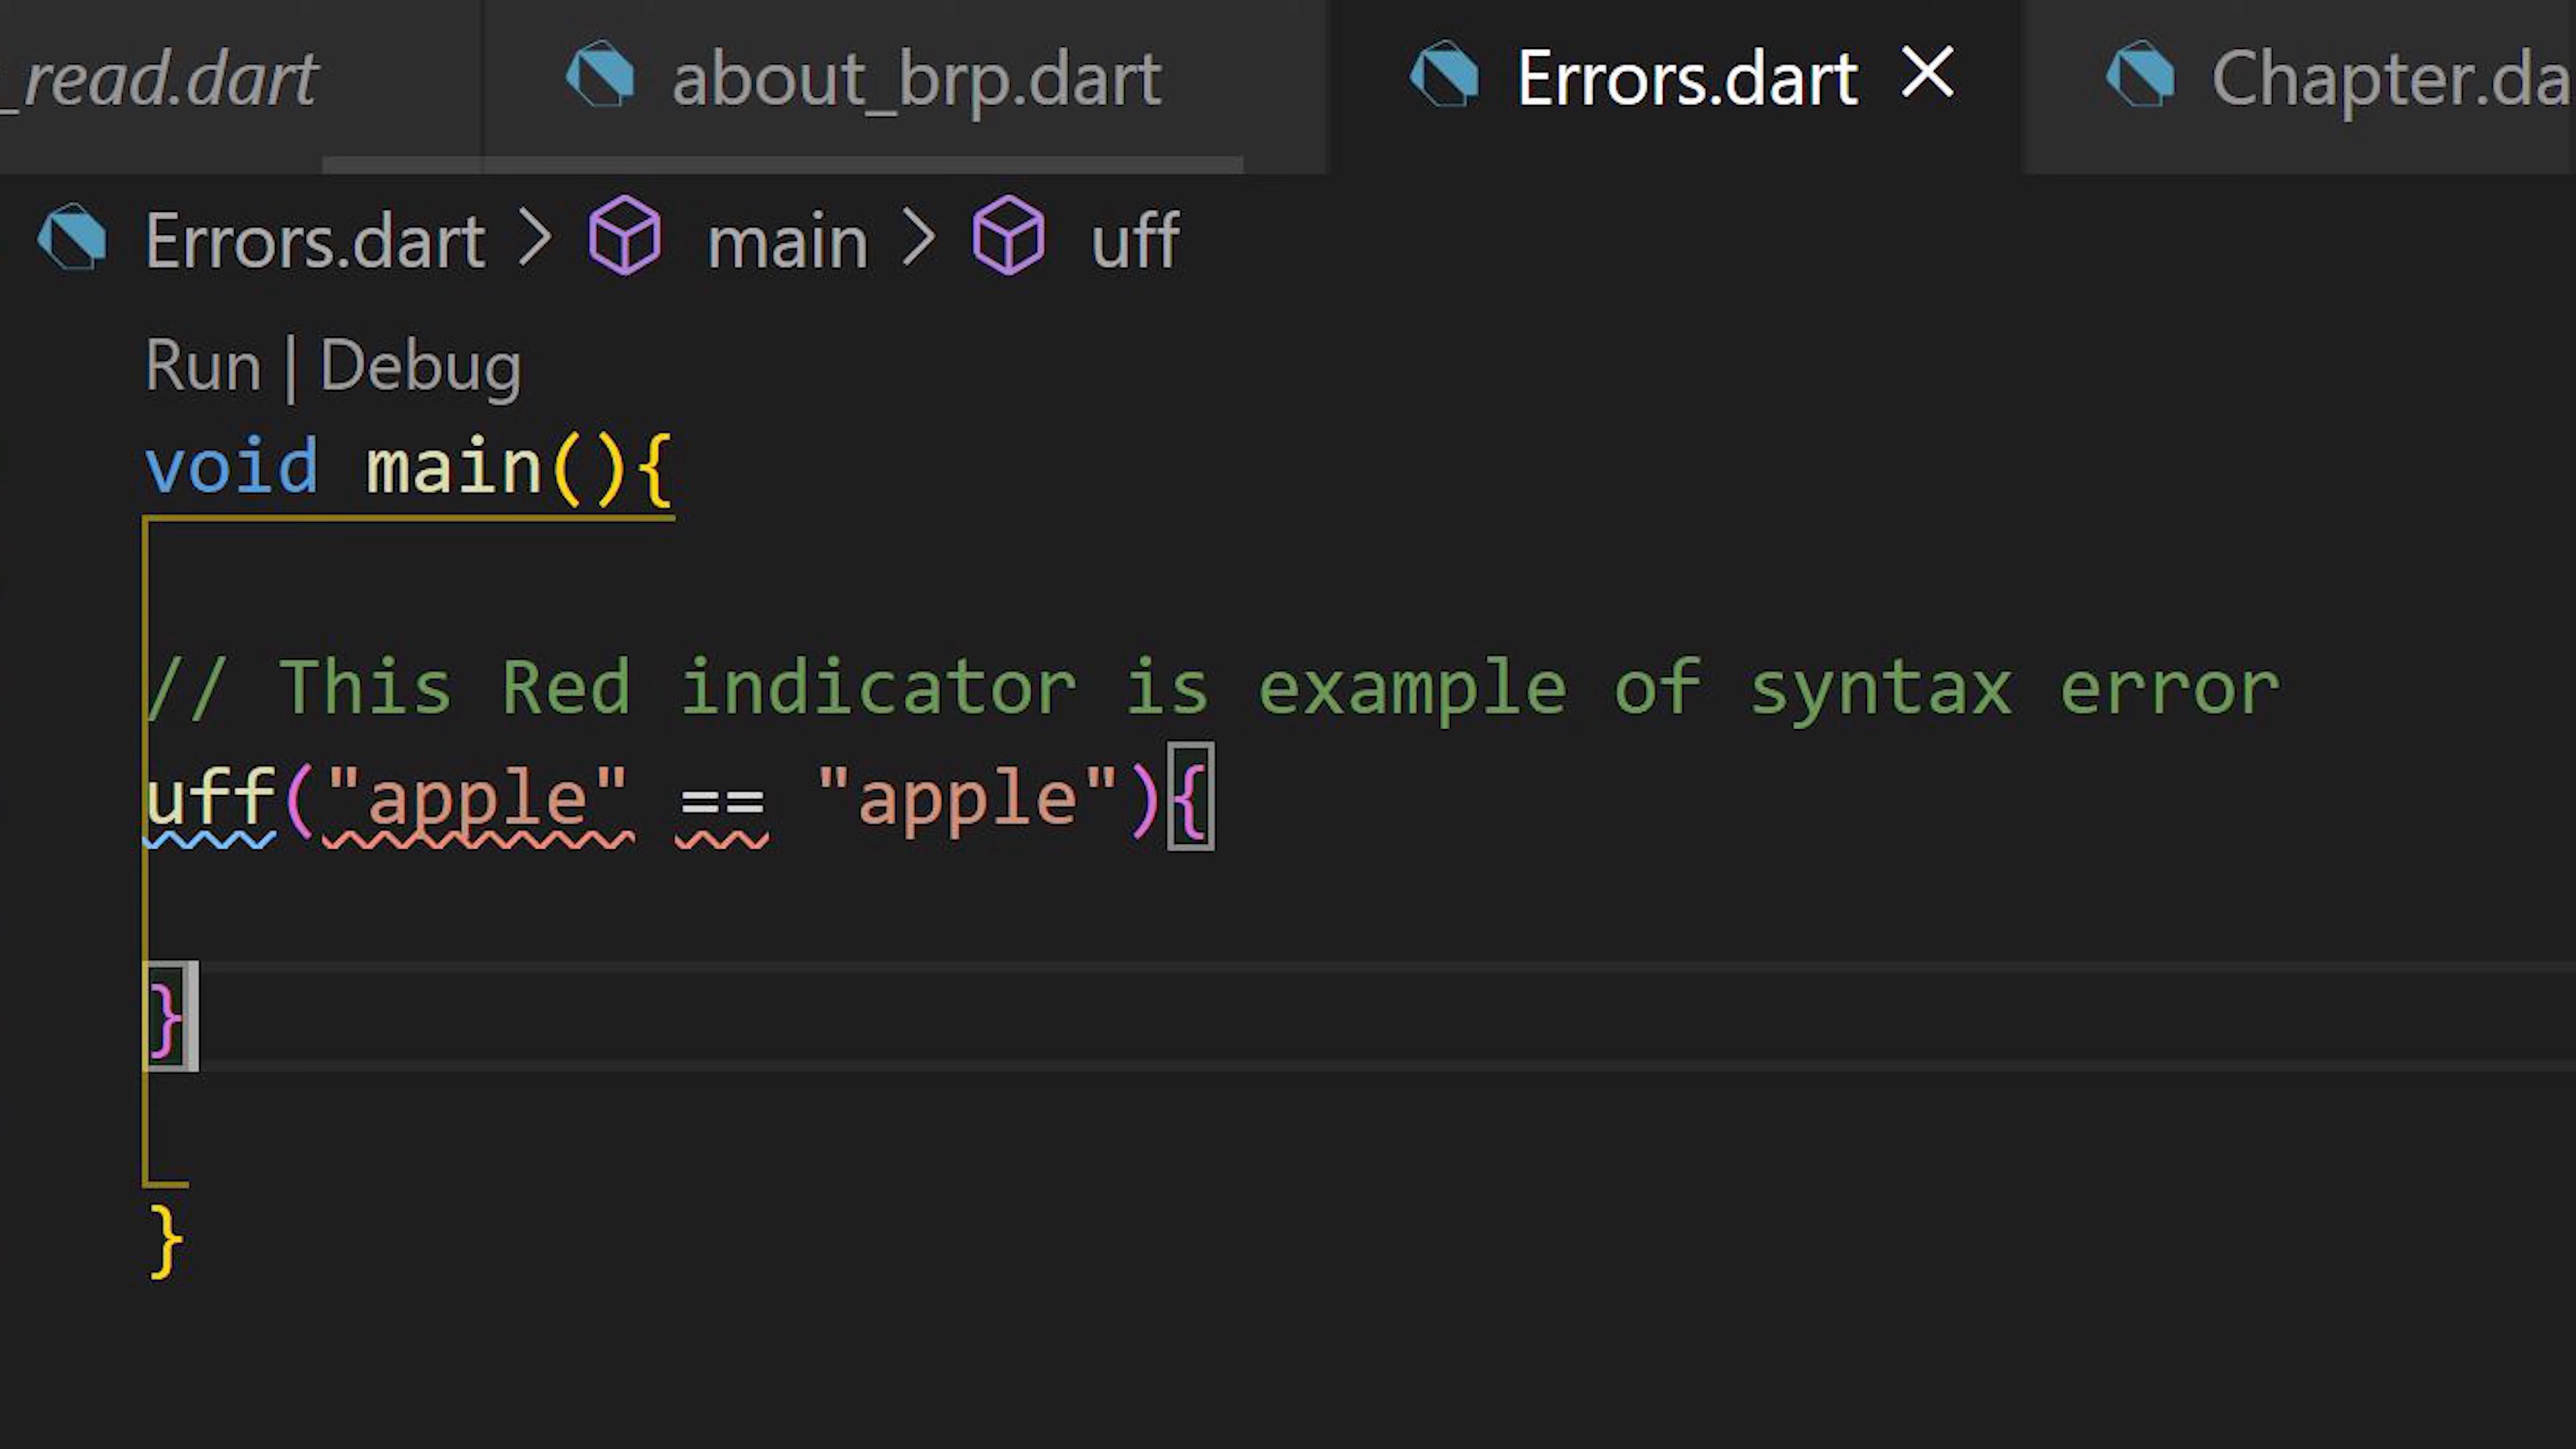 _read.dart about_brp.dart Errors.dart Chapter.da
Errors.dart > main > uff
Run | Debug
void main(){
// This Red indicator is example of syntax error
uff("apple" == "apple"){
}
}